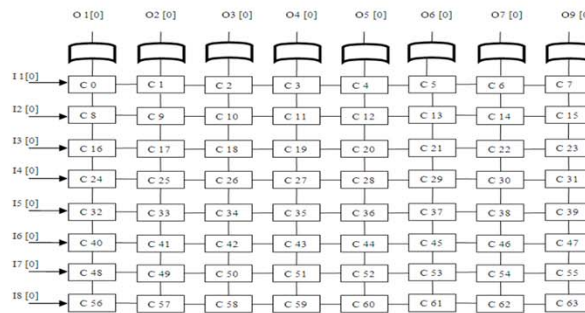 O 1 [0] O2 [0] O3 [0] O4 [0] O5 [0] O6 [0] O7 [0] O9 [0
I 1[0] C 0 C 1 C 2 C 3 C 4 C 5 C 6 C 7
I2 [0] C 8 C 9 C 10 C 11 C 12 C 13 C 14 C 15
I3 [0] C 16 C 17 C 18 C 19 C 20 C 21 C 22 C 23
I4 [0] C 24 C 25 C 26 C 27 C 28 C 29 C 30 C 31
I5 [0] C 32 C 33 C 34 C 35 C 36 C 37 C 38 C 39
I6 [0] C 40 C 41 C 42 C 43 C 44 C 45 C 46 C 47
I7 [0] C 48 C 49 C 50 C 51 C 52 C 53 C 54 C 55
I8 [0] C 56 C 57 C 58 C 59 C 60 C 61 C 62 C 63